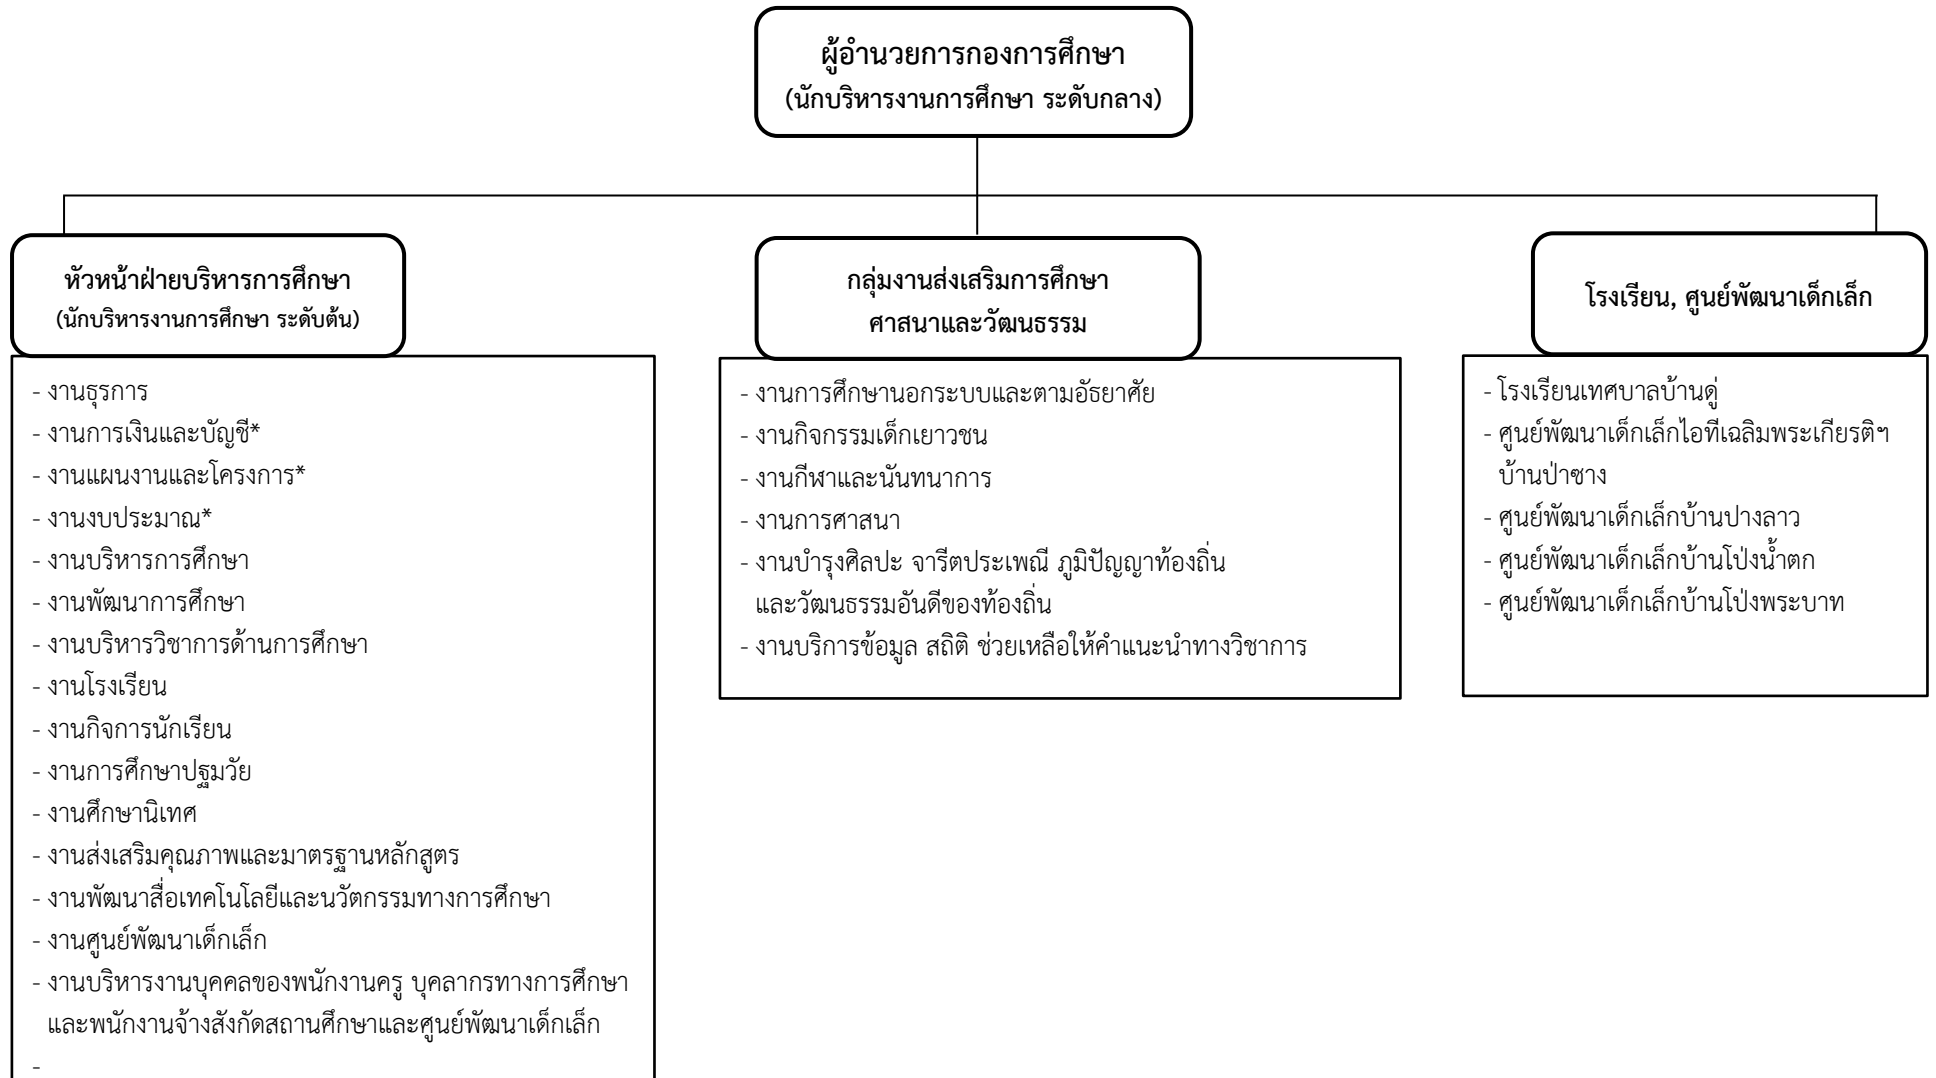 ผู้อำนวยการกองการศึกษา
(นักบริหารงานการศึกษา ระดับกลาง)
หัวหน้าฝ่ายบริหารการศึกษา
(นักบริหารงานการศึกษา ระดับต้น)
- งานธุรการ
- งานการเงินและบัญชี*
- งานแผนงานและโครงการ*
- งานงบประมาณ*
- งานบริหารการศึกษา
- งานพัฒนาการศึกษา
- งานบริหารวิชาการด้านการศึกษา
- งานโรงเรียน
- งานกิจการนักเรียน
- งานการศึกษาปฐมวัย
- งานศึกษานิเทศ
- งานส่งเสริมคุณภาพและมาตรฐานหลักสูตร
- งานพัฒนาสื่อเทคโนโลยีและนวัตกรรมทางการศึกษา
- งานศูนย์พัฒนาเด็กเล็ก
- งานบริหารงานบุคคลของพนักงานครู บุคลากรทางการศึกษา
และพนักงานจ้างสังกัดสถานศึกษาและศูนย์พัฒนาเด็กเล็ก
-
กลุ่มงานส่งเสริมการศึกษา
ศาสนาและวัฒนธรรม
- งานการศึกษานอกระบบและตามอัธยาศัย
- งานกิจกรรมเด็กเยาวชน
- งานกีฬาและนันทนาการ
- งานการศาสนา
- งานบำรุงศิลปะ จารีตประเพณี ภูมิปัญญาท้องถิ่น
และวัฒนธรรมอันดีของท้องถิ่น
- งานบริการข้อมูล สถิติ ช่วยเหลือให้คำแนะนำทางวิชาการ
โรงเรียน, ศูนย์พัฒนาเด็กเล็ก
- โรงเรียนเทศบาลบ้านดู่
- ศูนย์พัฒนาเด็กเล็กไอทีเฉลิมพระเกียรติฯ
บ้านป่าซาง
- ศูนย์พัฒนาเด็กเล็กบ้านปางลาว
- ศูนย์พัฒนาเด็กเล็กบ้านโป่งน้ำตก
- ศูนย์พัฒนาเด็กเล็กบ้านโป่งพระบาท